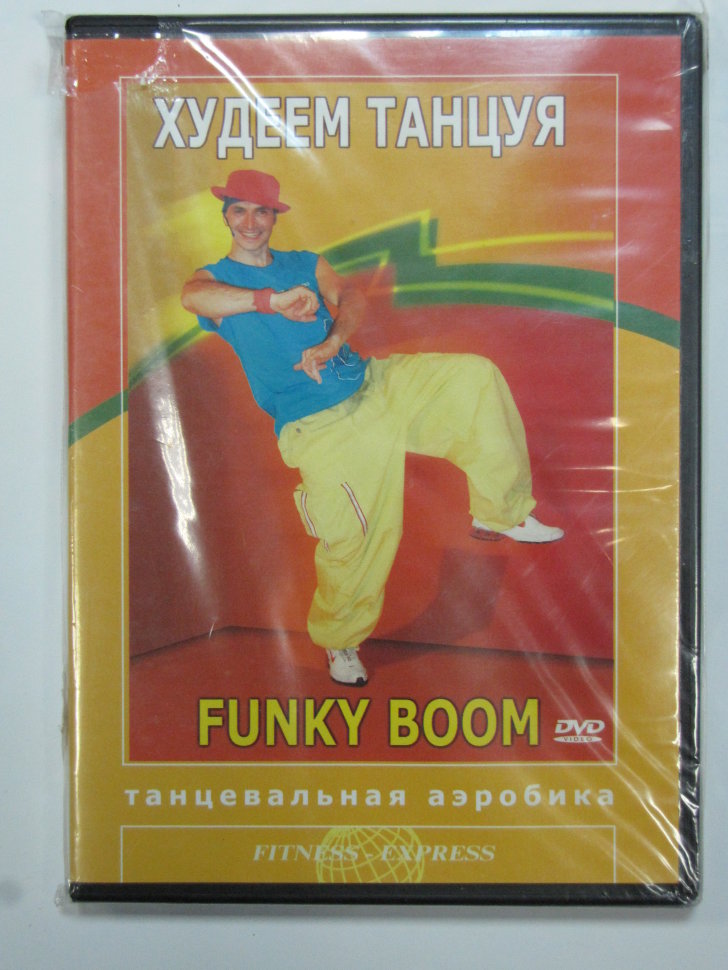 ХУДЕЕМ ТАНЦУЯ
FUNKY BOOM
DVD
VIDEO
танцевальная аэробика
FITNESS - EXPRESS